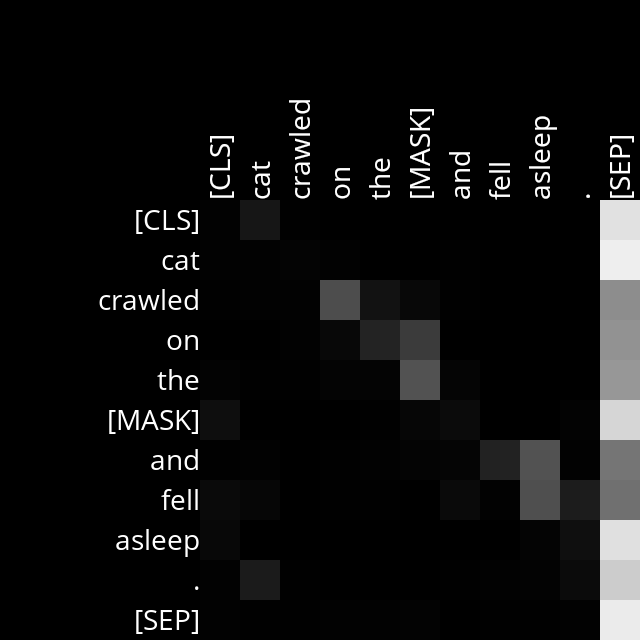 [CLS] cat crawled on the [MASK] and fell asleep . [SEP]
[CLS]
cat
crawled
on
the
[MASK]
and
fell
asleep
.
[SEP]